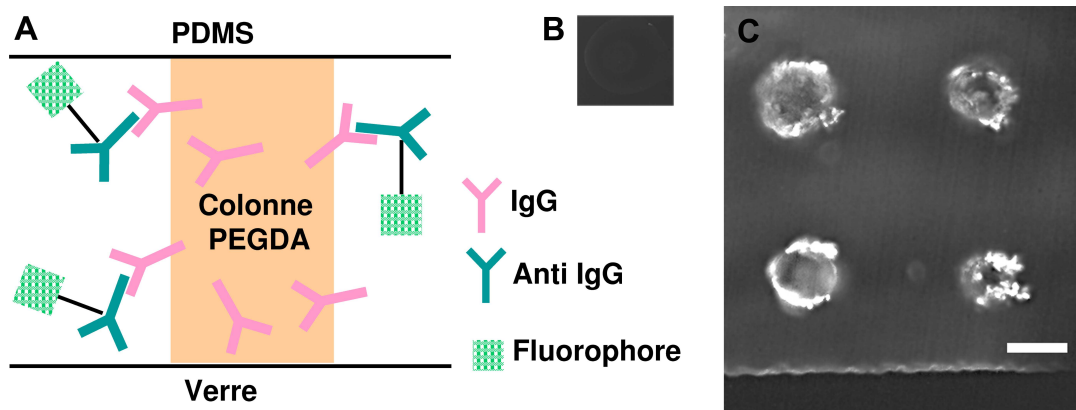 A
PDMS
Colonne
PEGDA
Verre
IgG
Anti IgG
Fluorophore
B
C